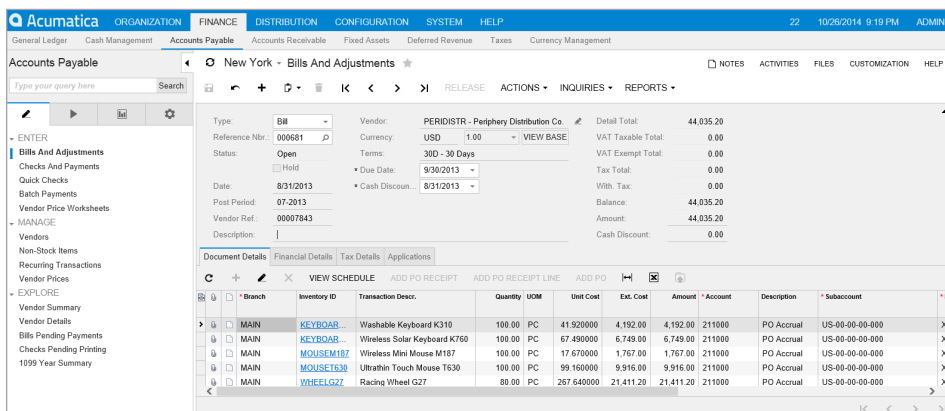 Acumatica ORGANIZATION FINANCE DISTRIBUTION CONFIGURATION SYSTEM HELP 22 10/26/2014 9:19 PM ADMIN
General Ledger Cash Management Accounts Payable Accounts Receivable Fixed Assets Deferred Revenue Taxes Currency Management
Accounts Payable New York - Bills And Adjustments NOTES ACTIVITIES FILES CUSTOMIZATION HELP
Type your query here Search RELEASE ACTIONS INQUIRIES REPORTS
ENTER
Bills And Adjustments
Checks And Payments
Quick Checks
Batch Payments
Vendor Price Worksheets
MANAGE
Vendors
Non-Stock Items
Recurring Transactions
Vendor Prices
EXPLORE
Vendor Summary
Vendor Details
Bills Pending Payments
Checks Pending Printing
1099 Year Summary
Type: Bill Vendor: PERIDISTR - Periphery Distribution Co. Detail Total: 44,035.20
Reference Nbr.: 000681 Currency: USD 1.00 VIEW BASE VAT Taxable Total: 0.00
Status: Open Terms: 30D - 30 Days VAT Exempt Total: 0.00
Hold * Due Date: 9/30/2013 Tax Total: 0.00
Date: 8/31/2013 * Cash Discoun... 8/31/2013 With. Tax: 0.00
Post Period: 07-2013 Balance: 44,035.20
Vendor Ref.: 00007843 Amount: 44,035.20
Description: Cash Discount: 0.00
Document Details Financial Details Tax Details Applications
VIEW SCHEDULE ADD PO RECEIPT ADD PO RECEIPT LINE ADD PO
* Branch Inventory ID Transaction Descr. Quantity UOM Unit Cost Ext. Cost Amount * Account Description * Subaccount *
MAIN KEYBOAR... Washable Keyboard K310 100.00 PC 41.920000 4,192.00 4,192.00 211000 PO Accrual US-00-00-00-000 X
MAIN KEYBOAR... Wireless Solar Keyboard K760 100.00 PC 67.490000 6,749.00 6,749.00 211000 PO Accrual US-00-00-00-000 X
MAIN MOUSEM187 Wireless Mini Mouse M187 100.00 PC 17.670000 1,767.00 1,767.00 211000 PO Accrual US-00-00-00-000 X
MAIN MOUSET630 Ultrathin Touch Mouse T630 100.00 PC 99.160000 9,916.00 9,916.00 211000 PO Accrual US-00-00-00-000 X
MAIN WHEELG27 Racing Wheel G27 80.00 PC 267.640000 21,411.20 21,411.20 211000 PO Accrual US-00-00-00-000 X